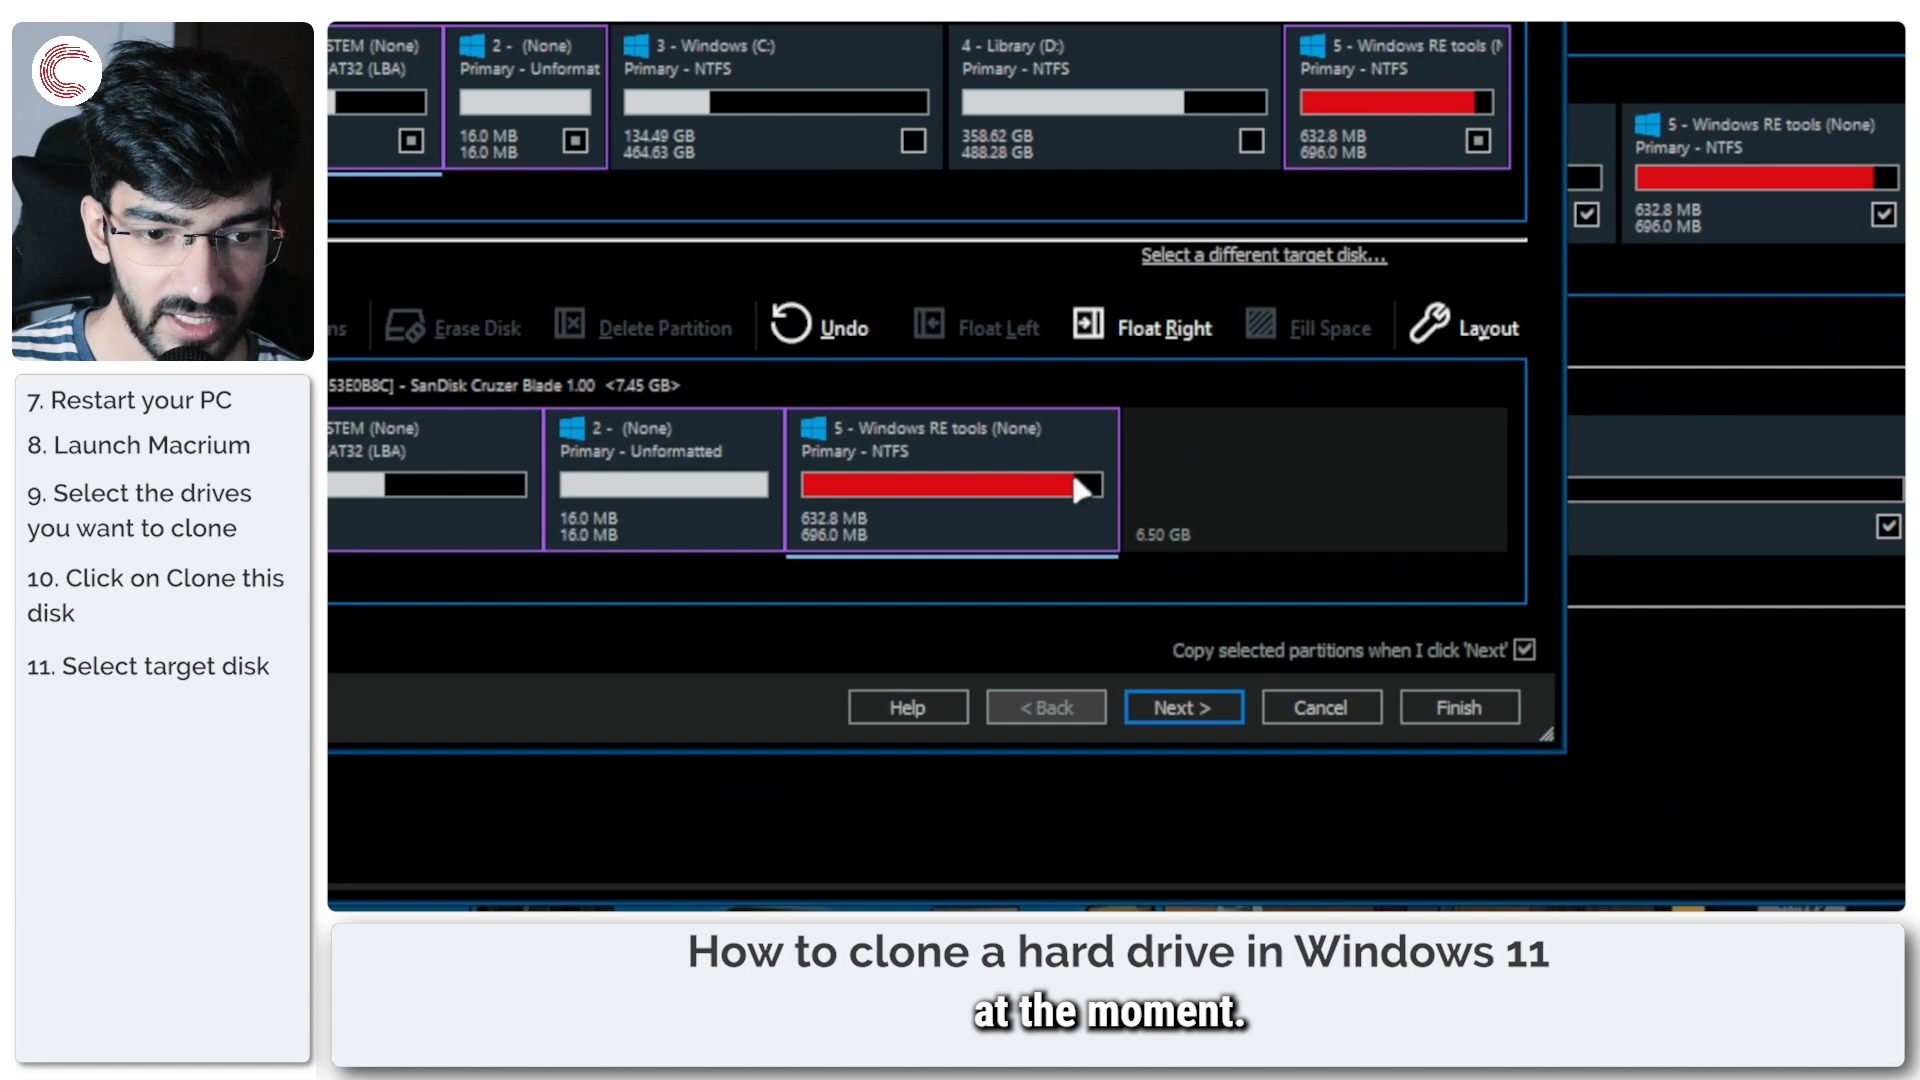 STEM (None)
AT32 (LBA)
2 - (None)
Primary - Unformat
16.0 MB
16.0 MB
3 - Windows (C:)
Primary - NTFS
134.49 GB
464.63 GB
4 - Library (D:)
Primary - NTFS
358.62 GB
488.28 GB
5 - Windows RE tools (N
Primary - NTFS
632.8 MB
696.0 MB
5 - Windows RE tools (None)
Primary - NTFS
632.8 MB
696.0 MB
Select a different target disk...
ns
Erase Disk
Delete Partition
Undo
Float Left
Float Right
Fill Space
Layout
53E0B8C] - SanDisk Cruzer Blade 1.00 <7.45 GB>
STEM (None)
AT32 (LBA)
2 - (None)
Primary - Unformatted
16.0 MB
16.0 MB
5 - Windows RE tools (None)
Primary - NTFS
632.8 MB
696.0 MB
6.50 GB
Copy selected partitions when I click 'Next'
Help
< Back
Next >
Cancel
Finish
7. Restart your PC
8. Launch Macrium
9. Select the drives
you want to clone
10. Click on Clone this
disk
11. Select target disk
How to clone a hard drive in Windows 11
at the moment.